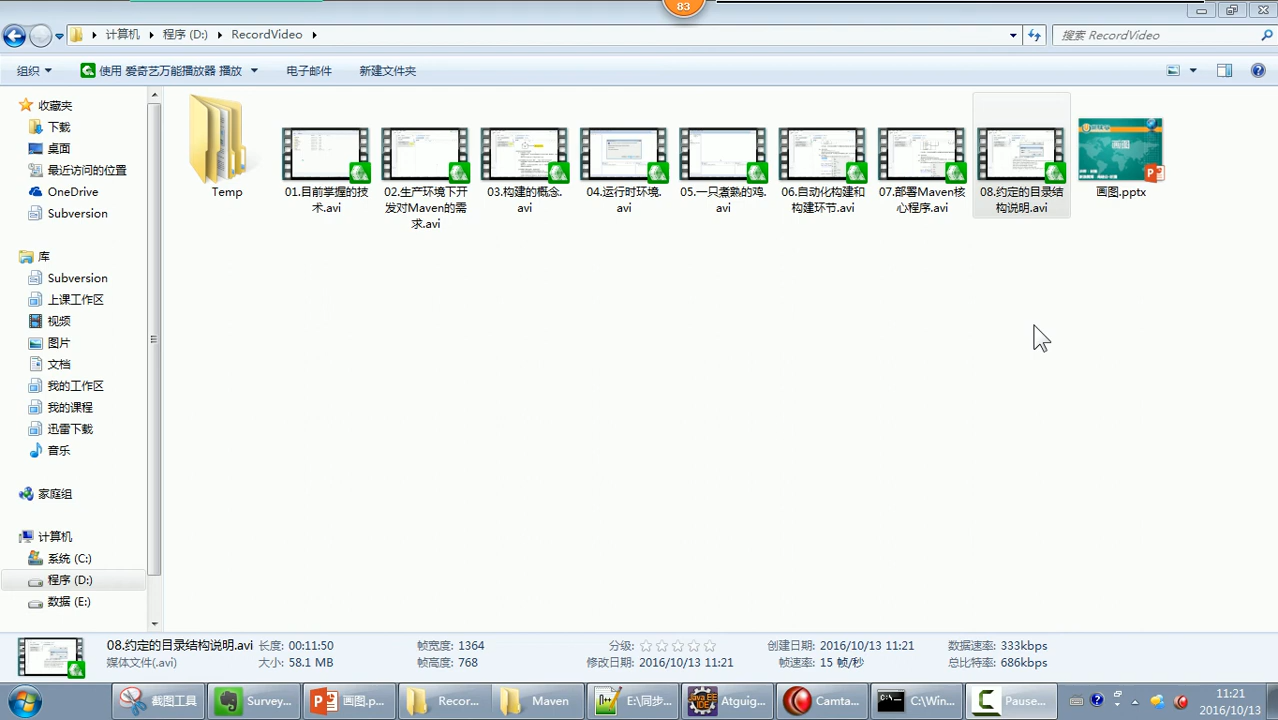 83
计算机 程序 (D:) RecordVideo
搜索 RecordVideo
组织 使用 爱奇艺万能播放器 播放 电子邮件 新建文件夹
收藏夹
下载
桌面
最近访问的位置
OneDrive
Subversion
库
Subversion
上课工作区
视频
图片
文档
我的工作区
我的课程
迅雷下载
音乐
家庭组
计算机
系统 (C:)
程序 (D:)
数据 (E:)
Temp
01.目前掌握的技
术.avi
02.生产环境下开
发对Maven的需
求.avi
03.构建的概念.
avi
04.运行时环境.
avi
05.一只煮熟的鸡.
avi
06.自动化构建和
构建环节.avi
07.部署Maven核
心程序.avi
08.约定的目录结
构说明.avi
画图
画图.pptx
08.约定的目录结构说明.avi 长度: 00:11:50 帧宽度: 1364 分级: 创建日期: 2016/10/13 11:21 数据速率: 333kbps
媒体文件(.avi) 大小: 58.1 MB 帧高度: 768 修改日期: 2016/10/13 11:21 帧速率: 15 帧/秒 总比特率: 686kbps
截图工具 Survey... 画图.p... Recor... Maven E:\同步... Atguig... Camta... C:\Win... Pause...
11:21
2016/10/13